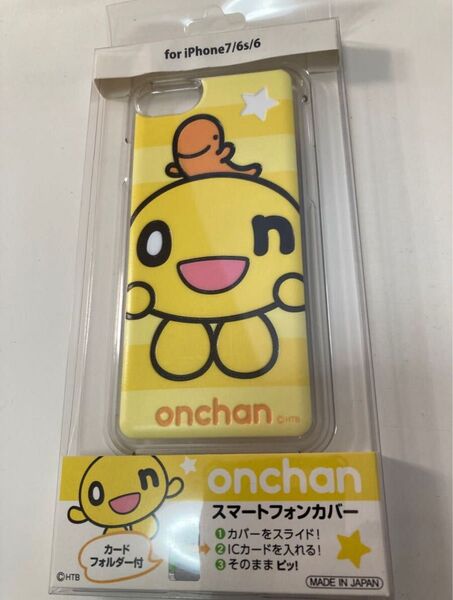 for iPhone7/6s/6
on
onchan
©HTB
on
onchan
スマートフォンカバー
① カバーをスライド!
② ICカードを入れる!
③ そのまま ピッ!
カード
フォルダー付
©HTB
MADE IN JAPAN